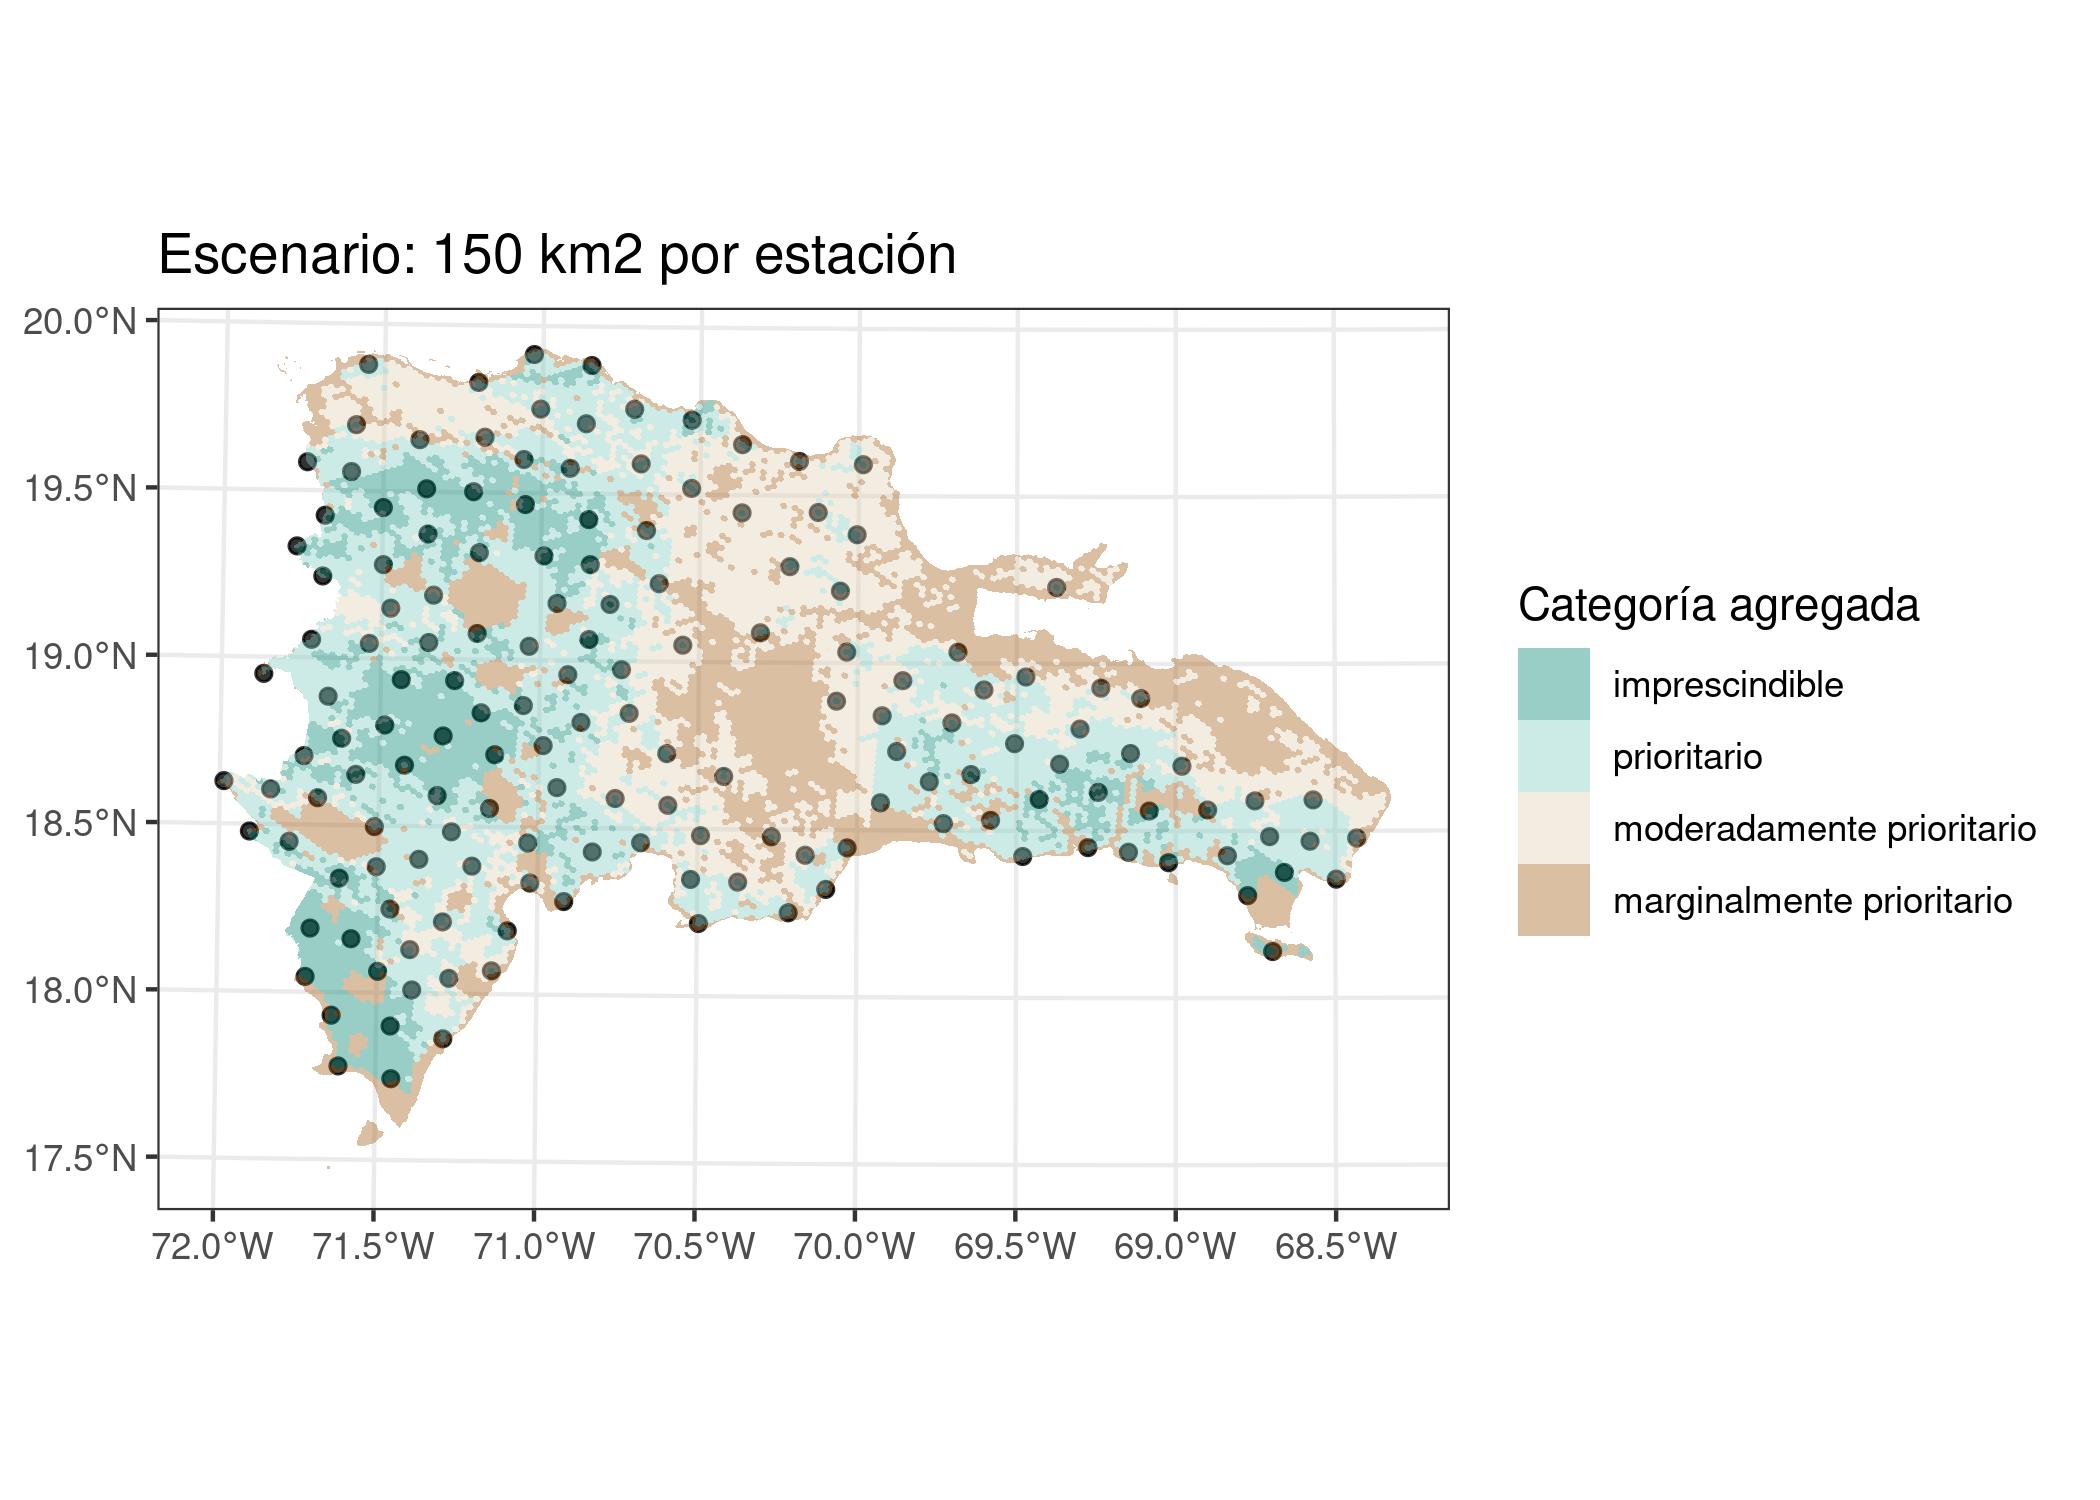 Escenario: 150 km2 por estación
20.0°N
19.5°N
19.0°N
18.5°N
18.0°N
17.5°N
72.0°W 71.5°W 71.0°W 70.5°W 70.0°W 69.5°W 69.0°W 68.5°W
Categoría agregada
imprescindible
prioritario
moderadamente prioritario
marginalmente prioritario